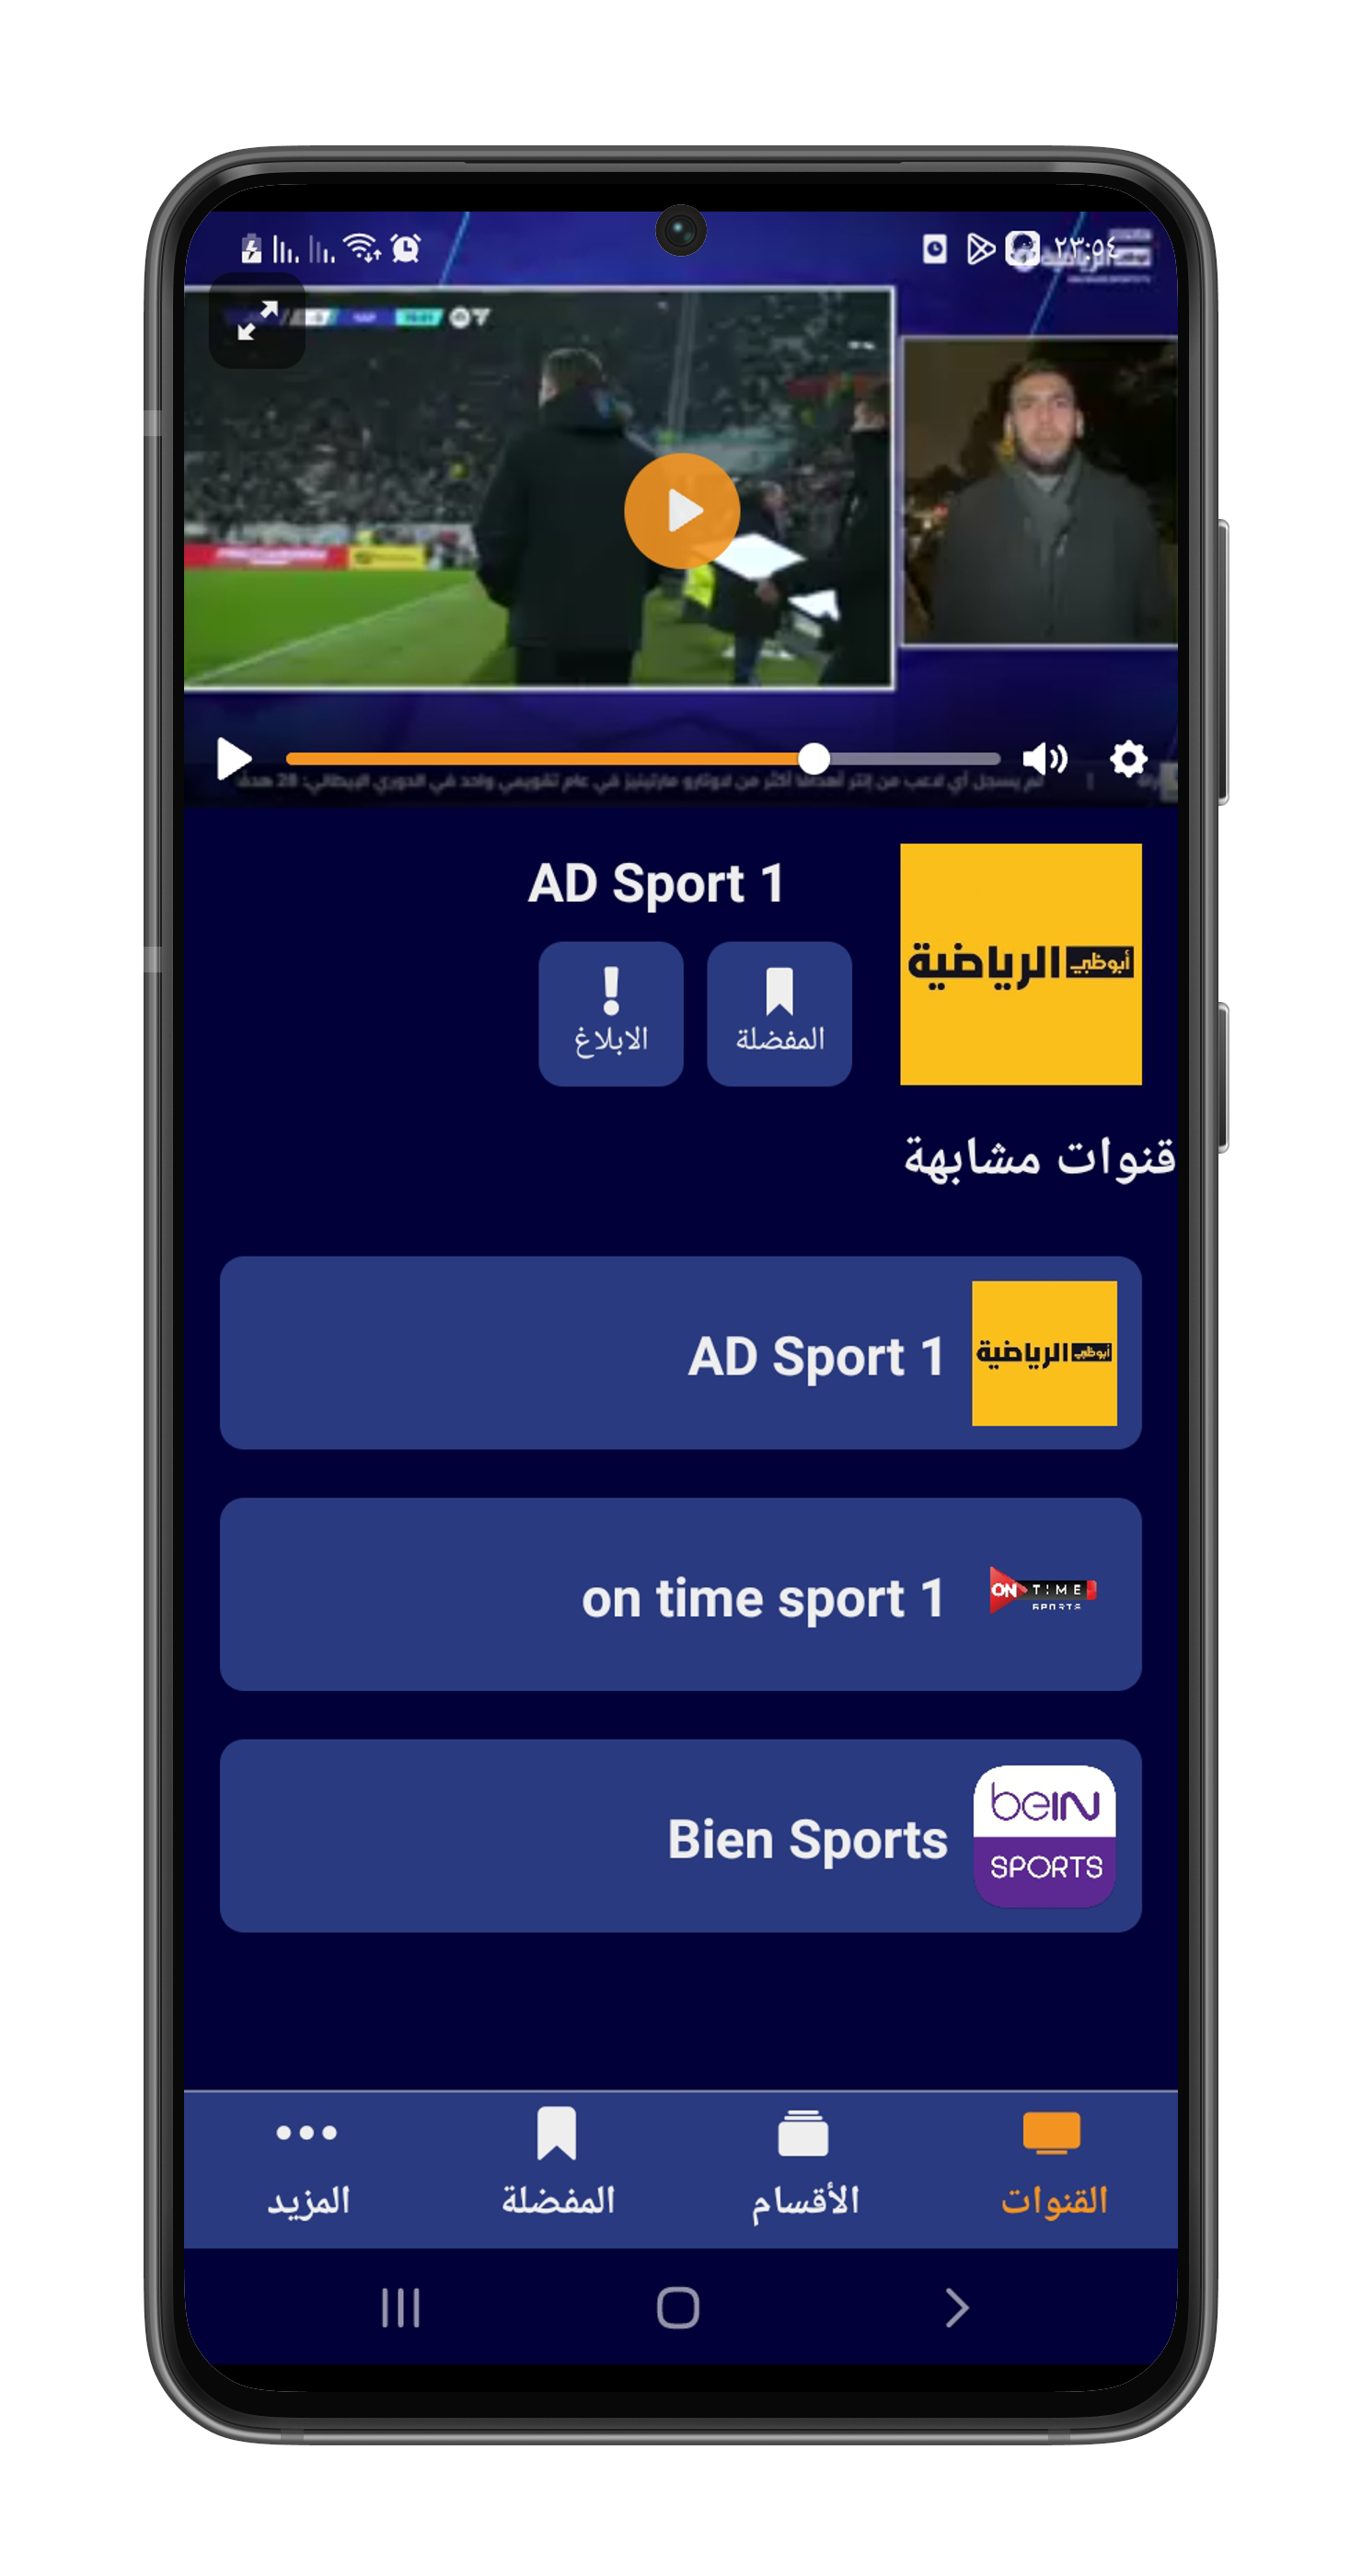 ٢٣:٥٤
لم يسجل أي لاعب من إنتر أهدافا أكثر من لاوتارو مارتينيز في عام تقويمي واحد في الدوري الإيطالي: 28 هدفا
AD Sport 1
أبوظبي الرياضية
المفضلة
الابلاغ
قنوات مشابهة
أبوظبي الرياضية
AD Sport 1
ON TIME
SPORTS
on time sport 1
beIN
SPORTS
Bien Sports
القنوات
الأقسام
المفضلة
المزيد